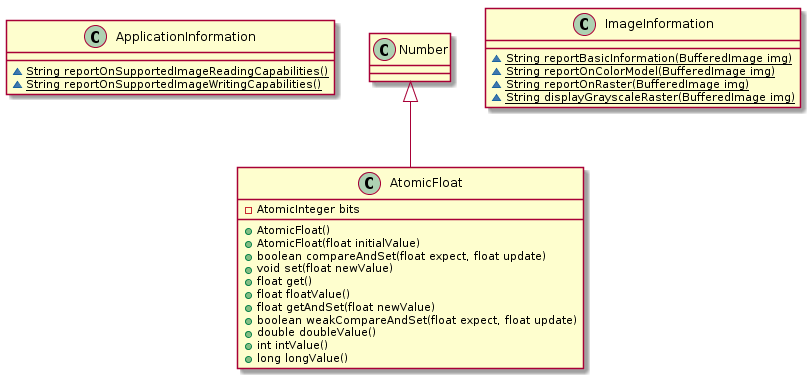 C ApplicationInformation
String reportOnSupportedImageReadingCapabilities()
String reportOnSupportedImageWritingCapabilities()
C Number
C ImageInformation
String reportBasicInformation(BufferedImage img)
String reportOnColorModel(BufferedImage img)
String reportOnRaster(BufferedImage img)
String displayGrayscaleRaster(BufferedImage img)
C AtomicFloat
AtomicInteger bits
AtomicFloat()
AtomicFloat(float initialValue)
boolean compareAndSet(float expect, float update)
void set(float newValue)
float get()
float floatValue()
float getAndSet(float newValue)
boolean weakCompareAndSet(float expect, float update)
double doubleValue()
int intValue()
long longValue()